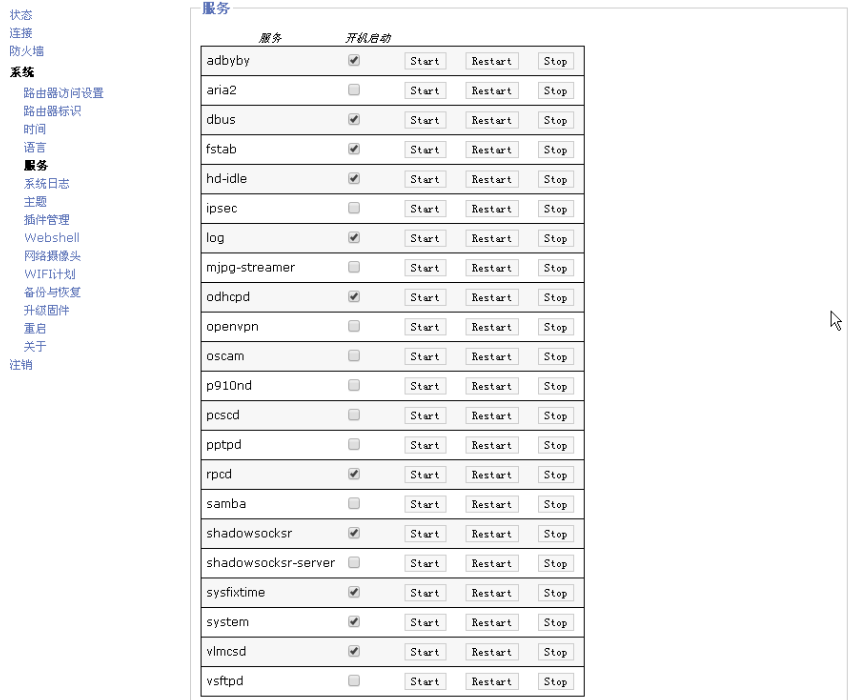 状态
连接
防火墙
系统
路由器访问设置
路由器标识
时间
语言
服务
系统日志
主题
插件管理
Webshell
网络摄像头
WIFI计划
备份与恢复
升级固件
重启
关于
注销
服务
服务 开机启动
adbyby Start Restart Stop
aria2 Start Restart Stop
dbus Start Restart Stop
fstab Start Restart Stop
hd-idle Start Restart Stop
ipsec Start Restart Stop
log Start Restart Stop
mjpg-streamer Start Restart Stop
odhcpd Start Restart Stop
openvpn Start Restart Stop
oscam Start Restart Stop
p910nd Start Restart Stop
pcscd Start Restart Stop
pptpd Start Restart Stop
rpcd Start Restart Stop
samba Start Restart Stop
shadowsocksr Start Restart Stop
shadowsocksr-server Start Restart Stop
sysfixtime Start Restart Stop
system Start Restart Stop
vlmcsd Start Restart Stop
vsftpd Start Restart Stop